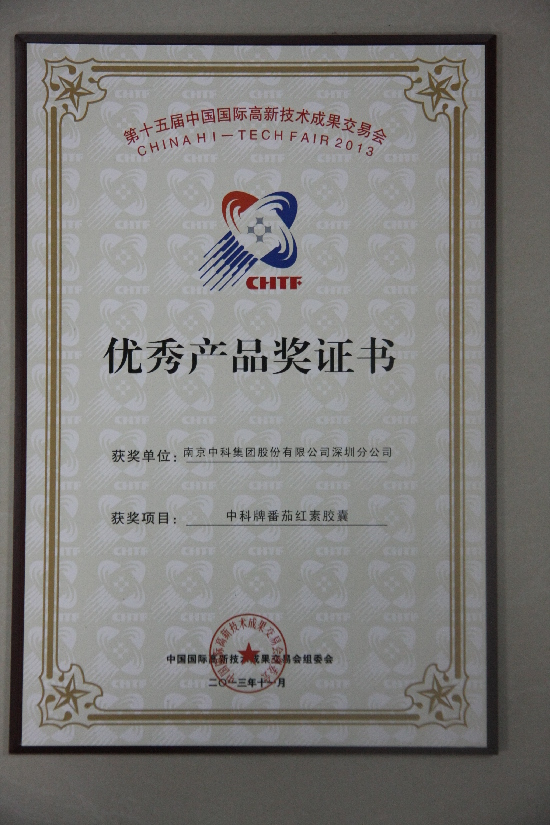 第十五届中国国际高新技术成果交易会
CHINA HI-TECH FAIR 2013
CHTF
优秀产品奖证书
获奖单位：南京中科集团股份有限公司深圳分公司
获奖项目：中科牌番茄红素胶囊
中国国际高新技术成果交易会组委会
二〇一三年十一月